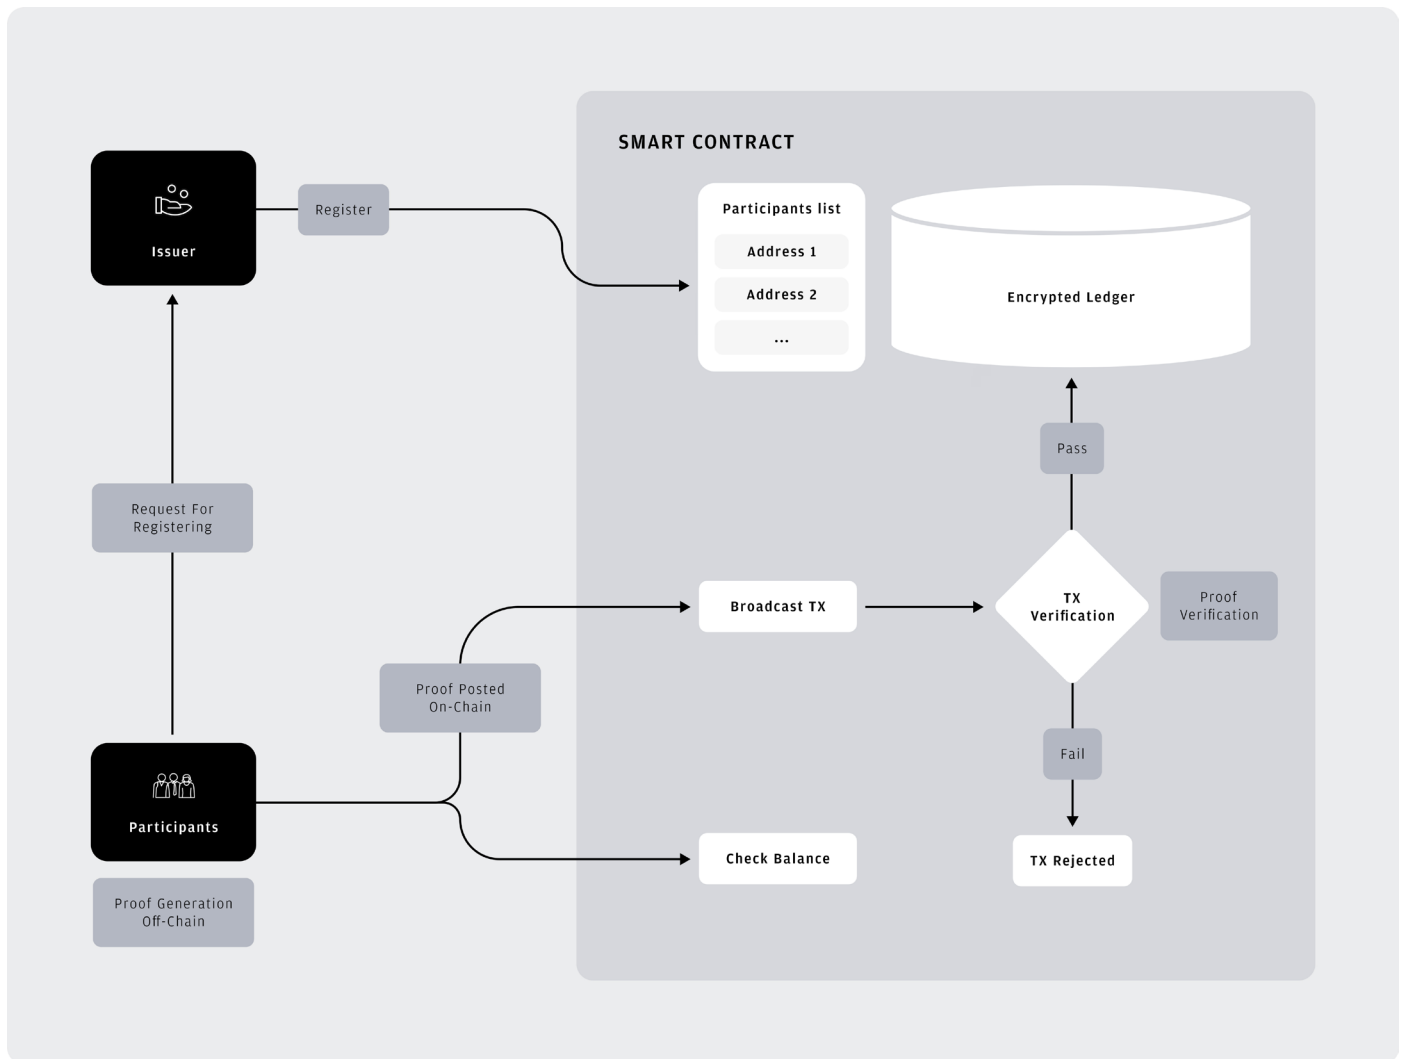 SMART CONTRACT
Issuer
Register
Participants list
Address 1
Address 2
...
Encrypted Ledger
Pass
Request For
Registering
Broadcast TX
TX
Verification
Proof
Verification
Proof Posted
On-Chain
Fail
Participants
Check Balance
TX Rejected
Proof Generation
Off-Chain